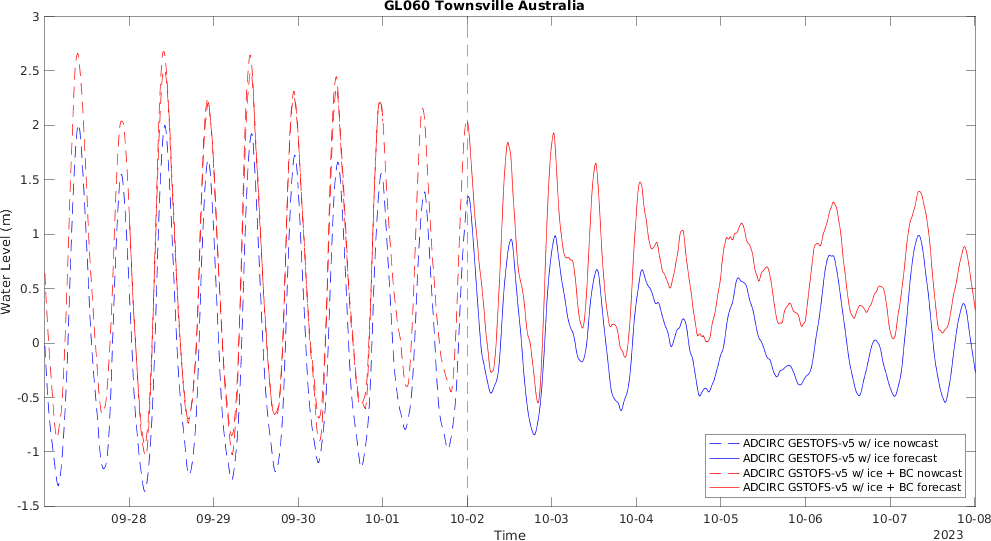 GL060 Townsville Australia
3
2.5
2
1.5
1
0.5
0
-0.5
-1
-1.5
Water Level (m)
ADCIRC GESTOFS-v5 w/ ice nowcast
ADCIRC GESTOFS-v5 w/ ice forecast
ADCIRC GSTOFS-v5 w/ ice + BC nowcast
ADCIRC GSTOFS-v5 w/ ice + BC forecast
09-28 09-29 09-30 10-01 10-02 10-03 10-04 10-05 10-06 10-07 10-08
Time
2023